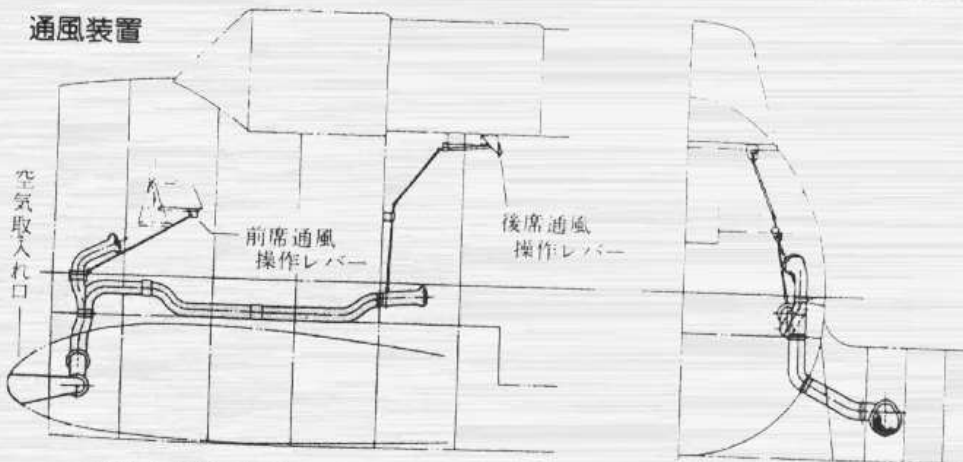 通風装置
空気取入れ口
前席通風
操作レバー
後席通風
操作レバー